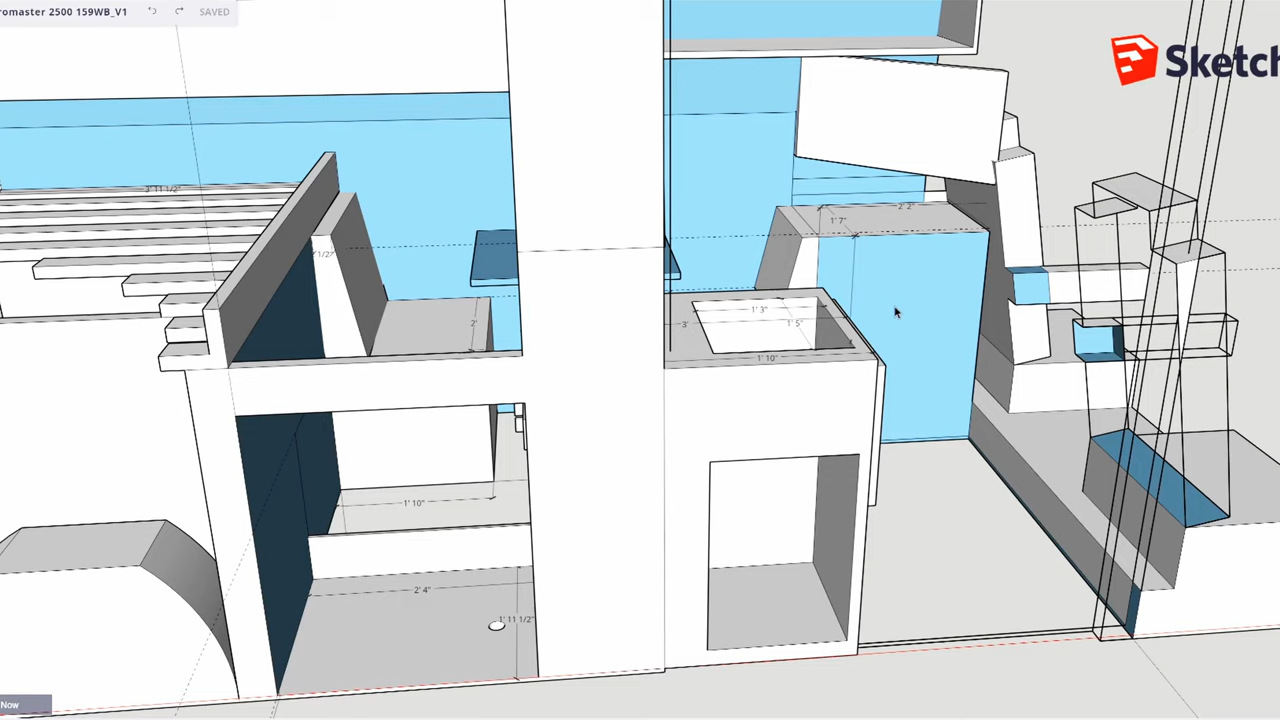 romaster 2500 159WB_V1
SAVED
Sketch
3' 11 1/2"
1/2"
2' 2"
1' 7"
2'
3'
1' 3"
1' 5"
1' 10"
1' 10"
2' 4"
1' 11 1/2"
Now